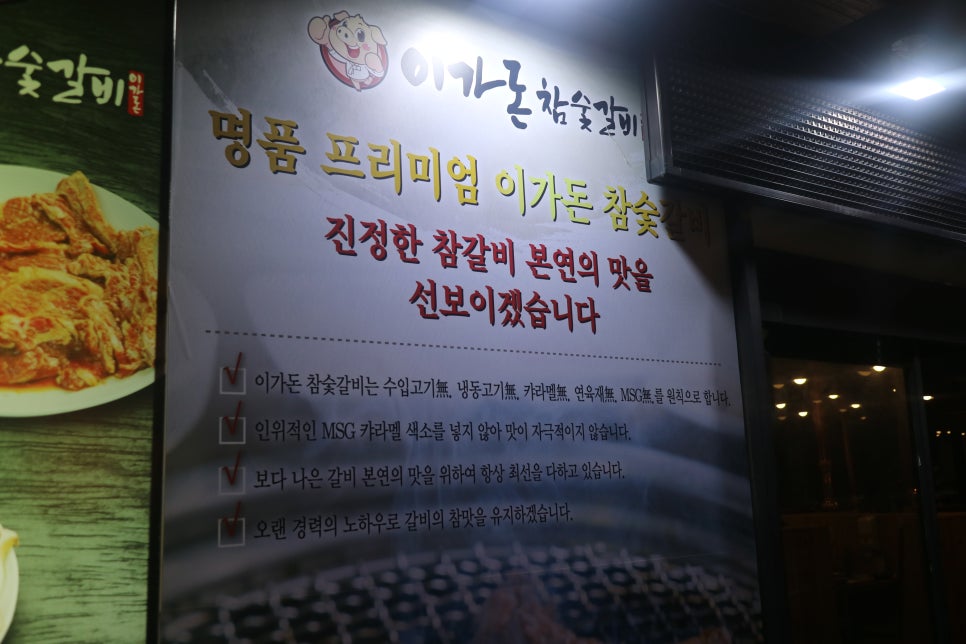 숯갈비 이가돈
이가돈 참숯갈비
명품 프리미엄 이가돈 참숯갈비
진정한 참갈비 본연의 맛을
선보이겠습니다
이가돈 참숯갈비는 수입고기無, 냉동고기無, 캬라멜無, 연육재無, MSG無를 원칙으로 합니다.
인위적인 MSG 캬라멜 색소를 넣지 않아 맛이 자극적이지 않습니다.
보다 나은 갈비 본연의 맛을 위하여 항상 최선을 다하고 있습니다.
오랜 경력의 노하우로 갈비의 참맛을 유지하겠습니다.